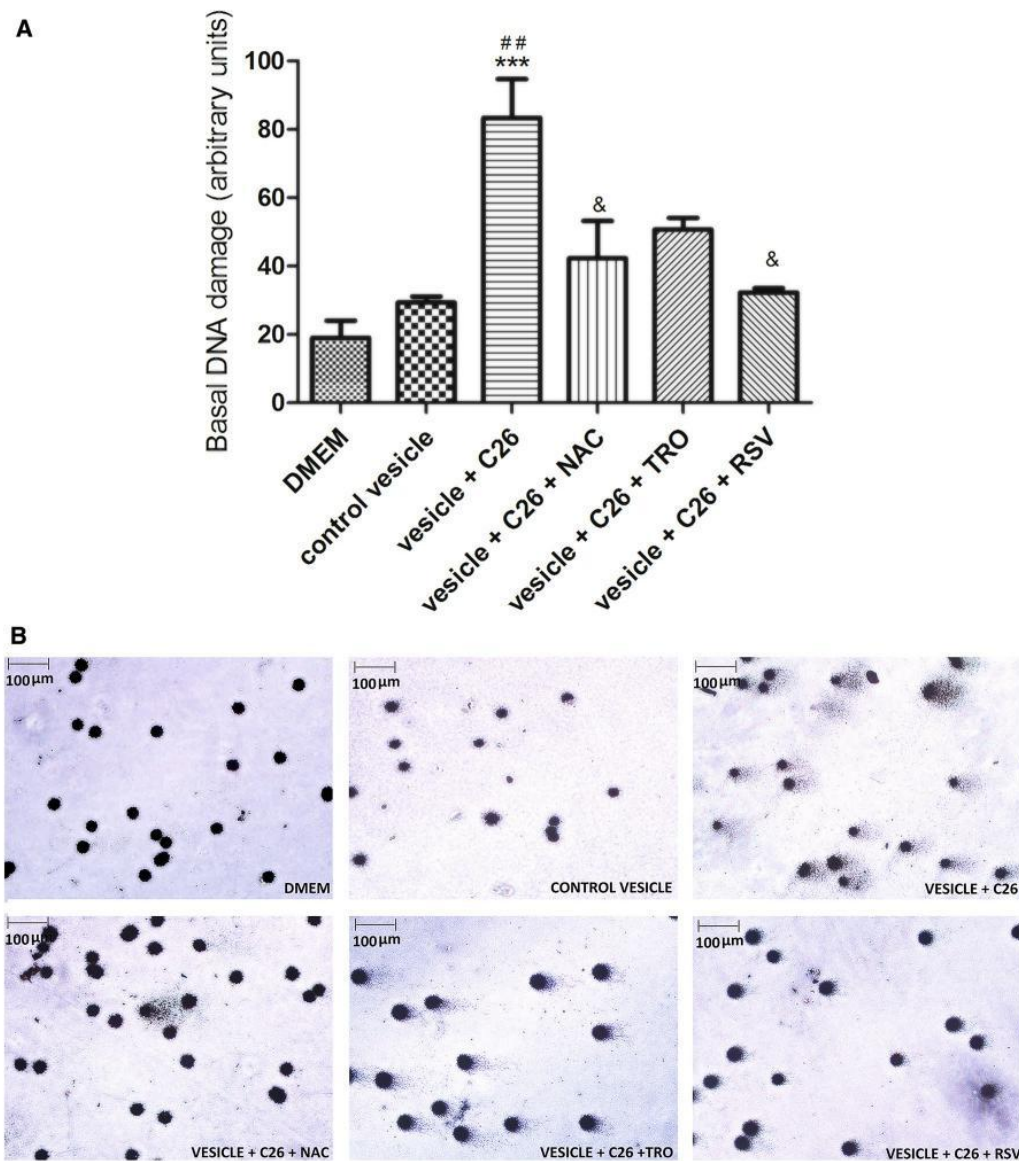 A
Basal DNA damage (arbitrary units)
100
80
60
40
20
0
##
***
&
&
DMEM
control vesicle
vesicle + C26
vesicle + C26 + NAC
vesicle + C26 + TRO
vesicle + C26 + RSV
B
100 µm
DMEM
100 µm
CONTROL VESICLE
100 µm
VESICLE + C26
100 µm
VESICLE + C26 + NAC
100 µm
VESICLE + C26 +TRO
100 µm
VESICLE + C26 + RSV